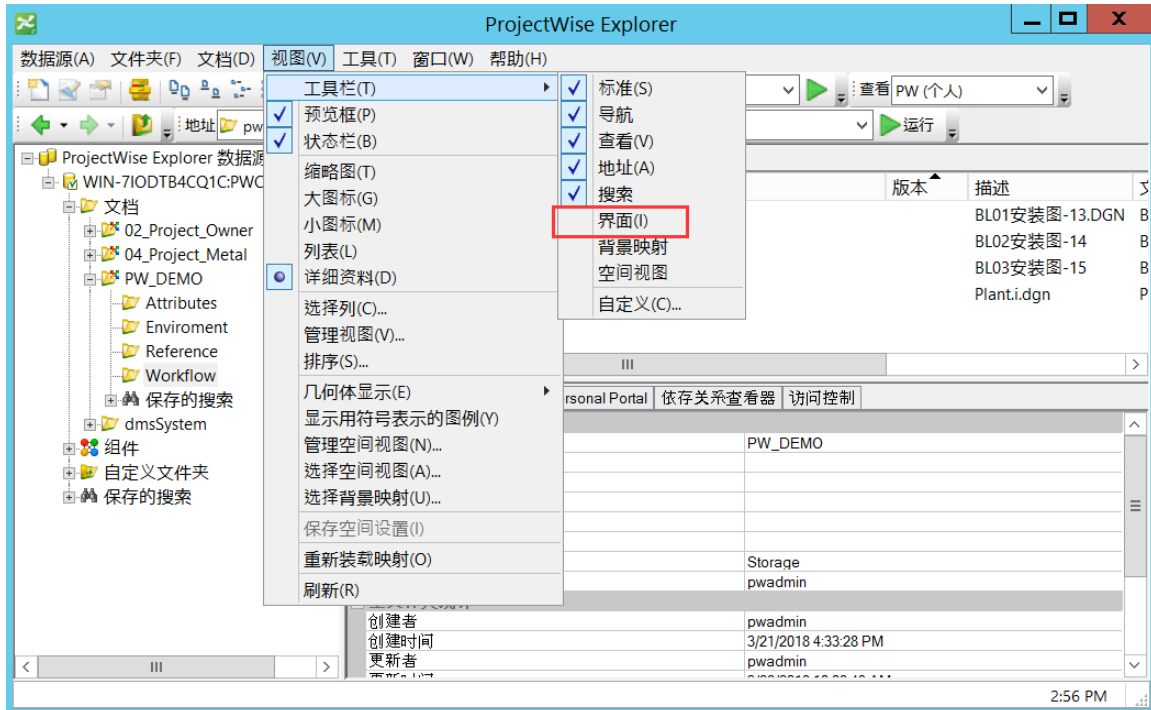 ProjectWise Explorer
数据源(A) 文件夹(F) 文档(D) 视图(V) 工具(T) 窗口(W) 帮助(H)
查看 PW (个人)
地址 pw
运行
工具栏(T)
预览框(P)
状态栏(B)
缩略图(T)
大图标(G)
小图标(M)
列表(L)
详细资料(D)
选择列(C)...
管理视图(V)...
排序(S)...
几何体显示(E)
显示用符号表示的图例(Y)
管理空间视图(N)...
选择空间视图(A)...
选择背景映射(U)...
保存空间设置(I)
重新装载映射(O)
刷新(R)
标准(S)
导航
查看(V)
地址(A)
搜索
界面(I)
背景映射
空间视图
自定义(C)...
ProjectWise Explorer 数据源
WIN-7IODTB4CQ1C:PWC
文档
02_Project_Owner
04_Project_Metal
PW_DEMO
Attributes
Enviroment
Reference
Workflow
保存的搜索
dmsSystem
组件
自定义文件夹
保存的搜索
版本 描述
BL01安装图-13.DGN B
BL02安装图-14 B
BL03安装图-15 B
Plant.i.dgn P
rsonal Portal 依存关系查看器 访问控制
PW_DEMO
Storage
pwadmin
创建者 pwadmin
创建时间 3/21/2018 4:33:28 PM
更新者 pwadmin
2:56 PM